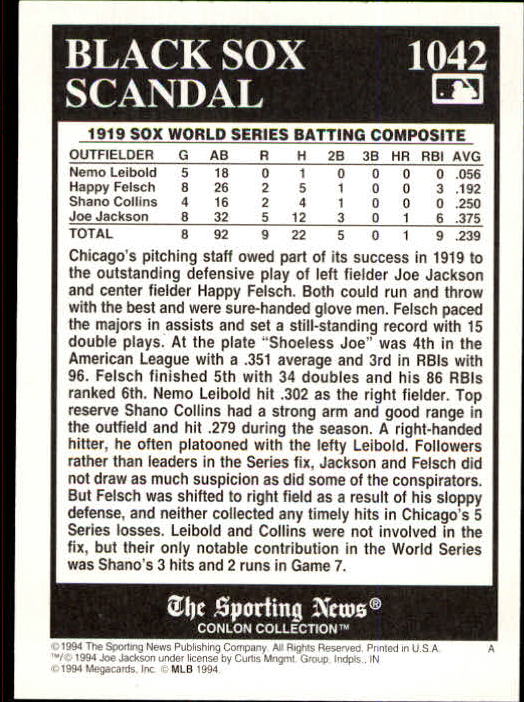 BLACK SOX 1042
SCANDAL
1919 SOX WORLD SERIES BATTING COMPOSITE
OUTFIELDER G AB R H 2B 3B HR RBI AVG
Nemo Leibold 5 18 0 1 0 0 0 0 .056
Happy Felsch 8 26 2 5 1 0 0 3 .192
Shano Collins 4 16 2 4 1 0 0 0 .250
Joe Jackson 8 32 5 12 3 0 1 6 .375
TOTAL 8 92 9 22 5 0 1 9 .239
Chicago's pitching staff owed part of its success in 1919 to
the outstanding defensive play of left fielder Joe Jackson
and center fielder Happy Felsch. Both could run and throw
with the best and were sure-handed glove men. Felsch paced
the majors in assists and set a still-standing record with 15
double plays. At the plate “Shoeless Joe” was 4th in the
American League with a .351 average and 3rd in RBIs with
96. Felsch finished 5th with 34 doubles and his 86 RBIs
ranked 6th. Nemo Leibold hit .302 as the right fielder. Top
reserve Shano Collins had a strong arm and good range in
the outfield and hit .279 during the season. A right-handed
hitter, he often platooned with the lefty Leibold. Followers
rather than leaders in the Series fix, Jackson and Felsch did
not draw as much suspicion as did some of the conspirators.
But Felsch was shifted to right field as a result of his sloppy
defense, and neither collected any timely hits in Chicago's 5
Series losses. Leibold and Collins were not involved in the
fix, but their only notable contribution in the World Series
was Shano's 3 hits and 2 runs in Game 7.
The Sporting News®
CONLON COLLECTION™
©1994 The Sporting News Publishing Company. All Rights Reserved. Printed in U.S.A. A
™/© 1994 Joe Jackson under license by Curtis Mngmt. Group, Indpls., IN
©1994 Megacards, Inc. © MLB 1994